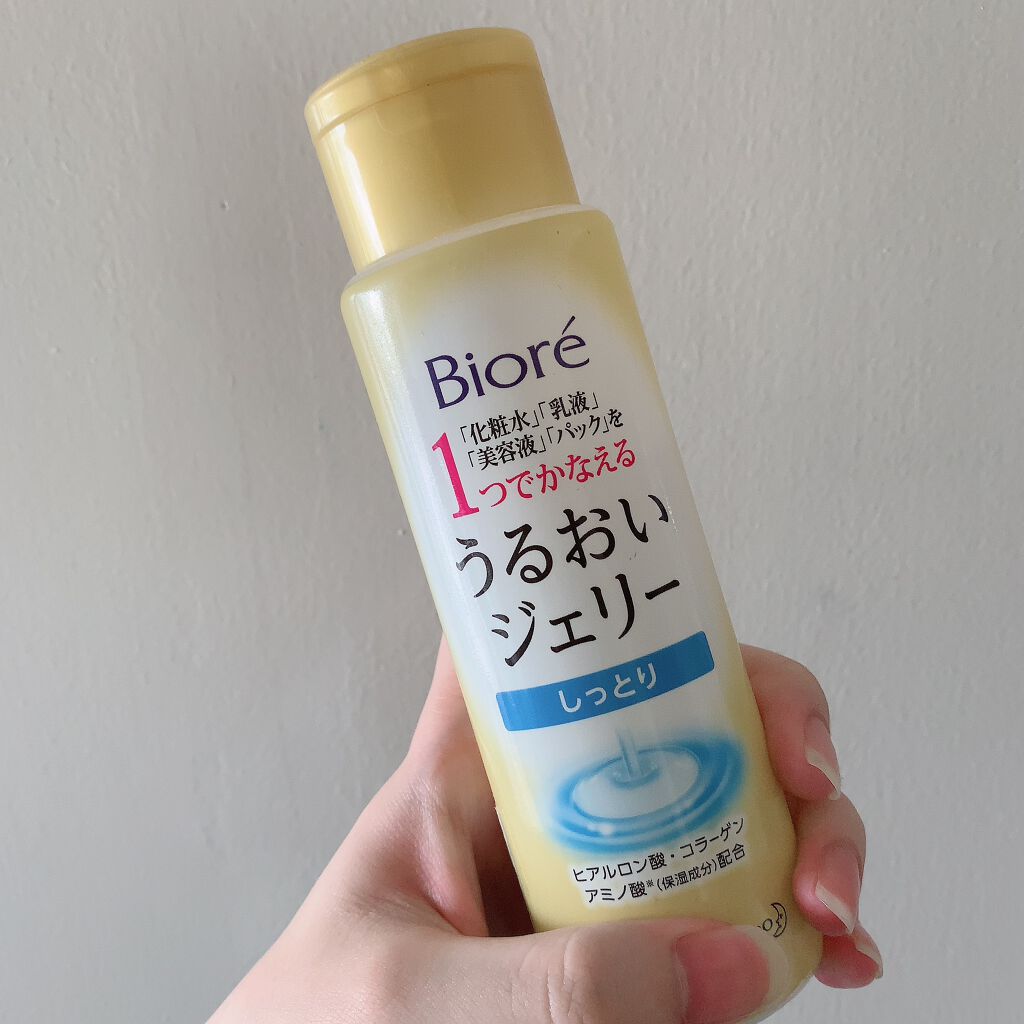 Bioré
「化粧水」「乳液」
「美容液」「パック」を
1つでかなえる
うるおい
ジェリー
しっとり
ヒアルロン酸・コラーゲン
アミノ酸※(保湿成分)配合